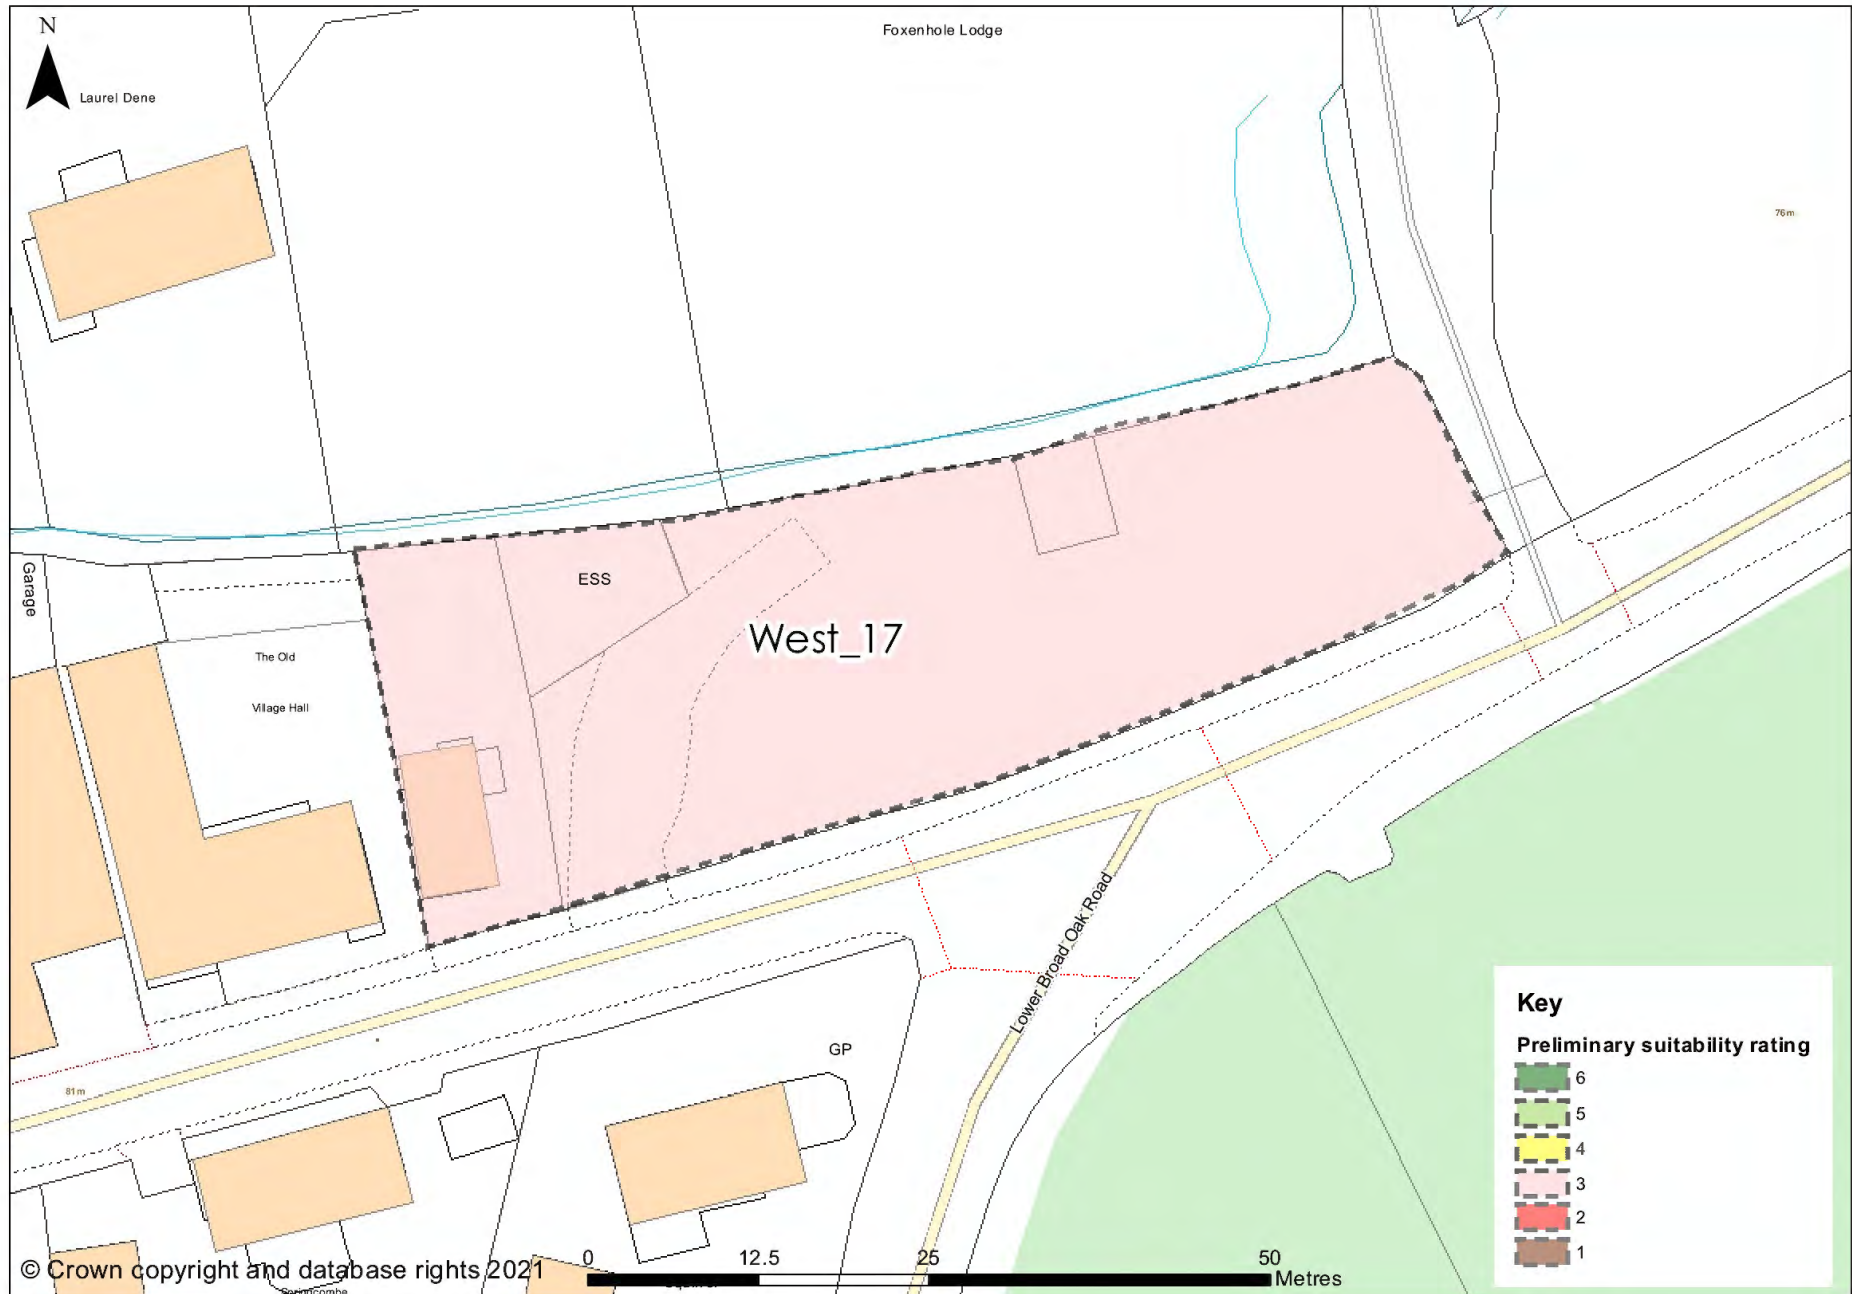 N
Foxenhole Lodge
Laurel Dene
76m
Garage
ESS
West_17
The Old
Village Hall
Lower Broad Oak Road
GP
81m
Key
Preliminary suitability rating
6
5
4
3
2
1
0 12.5 25 50
Metres
© Crown copyright and database rights 2021